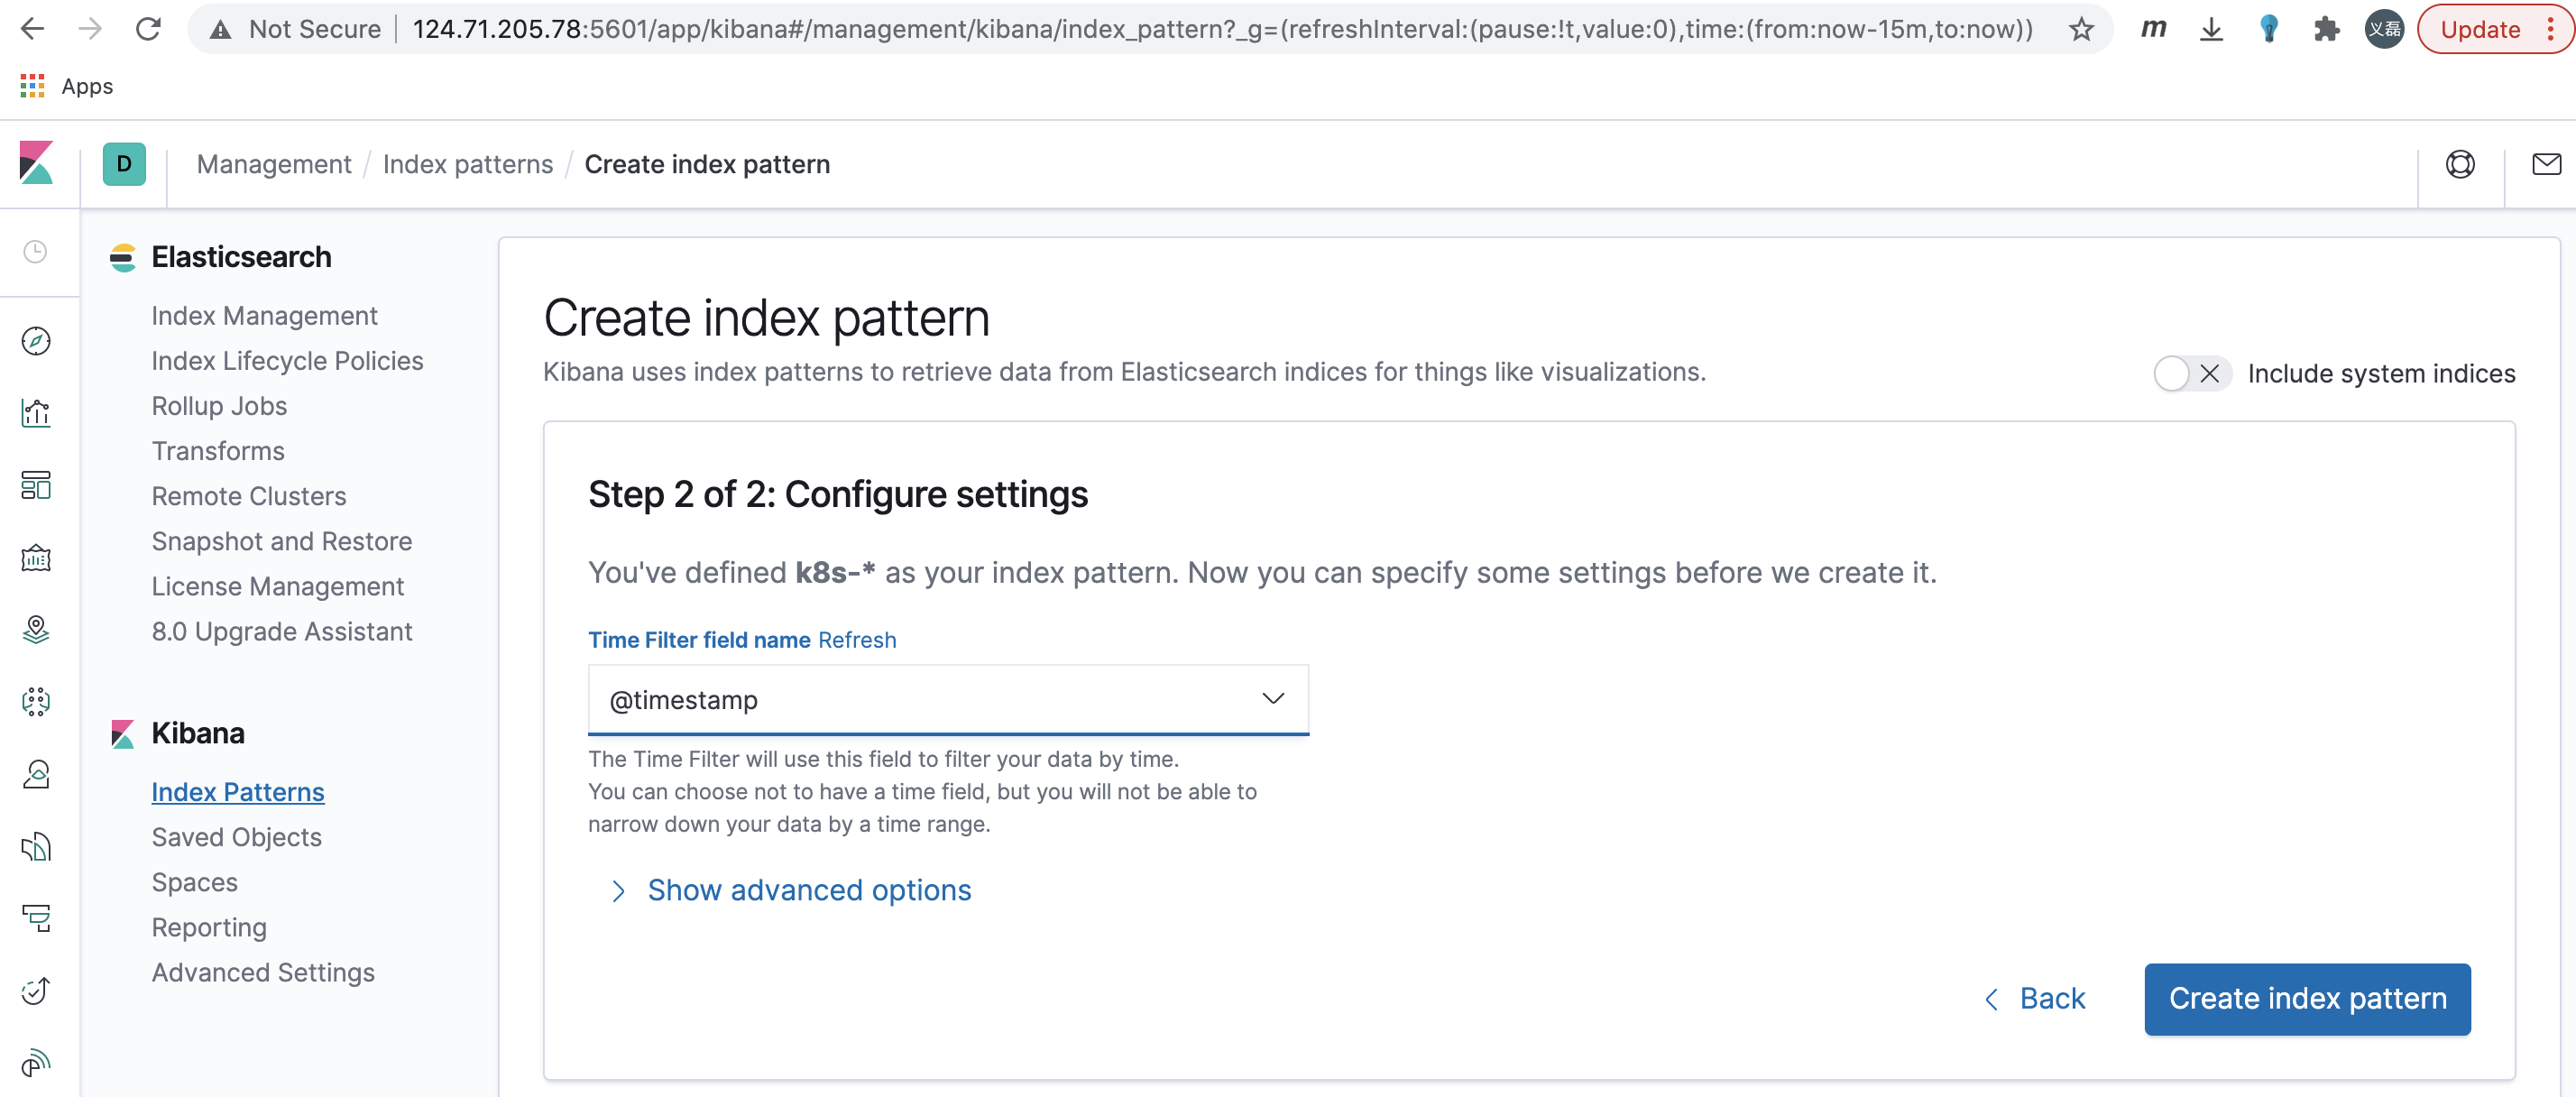 Not Secure | 124.71.205.78:5601/app/kibana#/management/kibana/index_pattern?_g=(refreshInterval:(pause:!t,value:0),time:(from:now-15m,to:now))
m
义磊
Update
Apps
D
Management / Index patterns / Create index pattern
Elasticsearch
Index Management
Index Lifecycle Policies
Rollup Jobs
Transforms
Remote Clusters
Snapshot and Restore
License Management
8.0 Upgrade Assistant
Kibana
Index Patterns
Saved Objects
Spaces
Reporting
Advanced Settings
Create index pattern
Kibana uses index patterns to retrieve data from Elasticsearch indices for things like visualizations.
Include system indices
Step 2 of 2: Configure settings
You've defined k8s-* as your index pattern. Now you can specify some settings before we create it.
Time Filter field name Refresh
@timestamp
The Time Filter will use this field to filter your data by time.
You can choose not to have a time field, but you will not be able to
narrow down your data by a time range.
Show advanced options
Back
Create index pattern